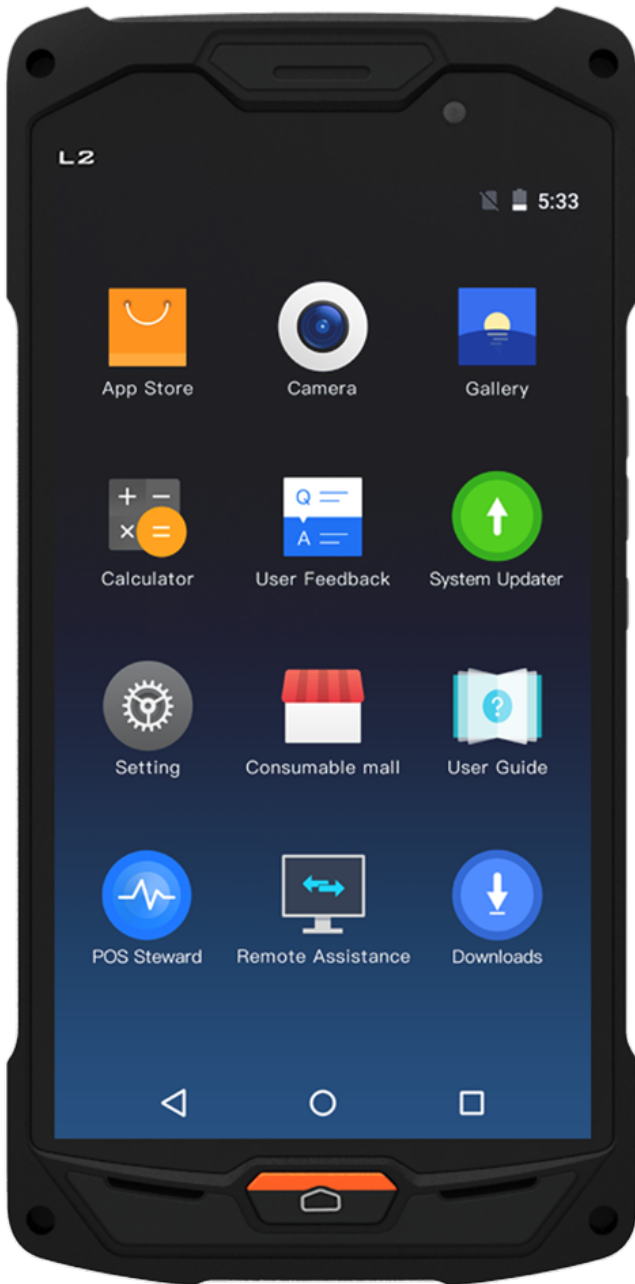 L2
5:33
App Store
Camera
Gallery
Calculator
Q
A
User Feedback
System Updater
Setting
Consumable mall
?
User Guide
POS Steward
Remote Assistance
Downloads